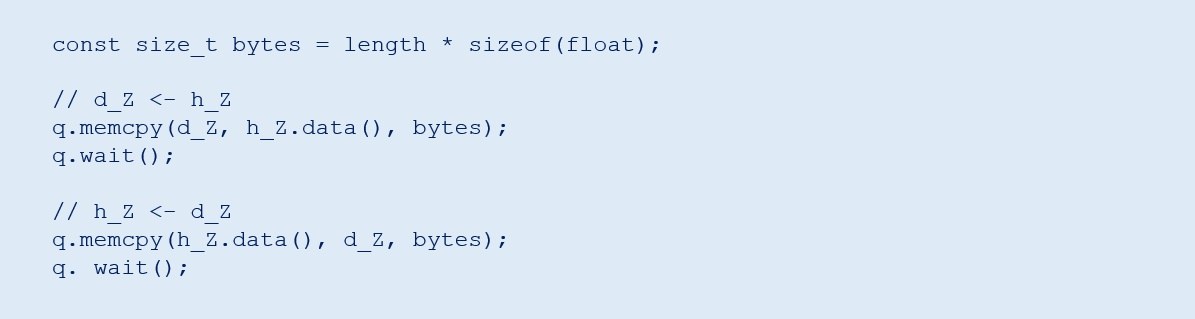 const size_t bytes = length * sizeof(float);
// d_Z <- h_Z
q.memcpy(d_Z, h_Z.data(), bytes);
q.wait();
// h_Z <- d_Z
q.memcpy(h_Z.data(), d_Z, bytes);
q. wait();